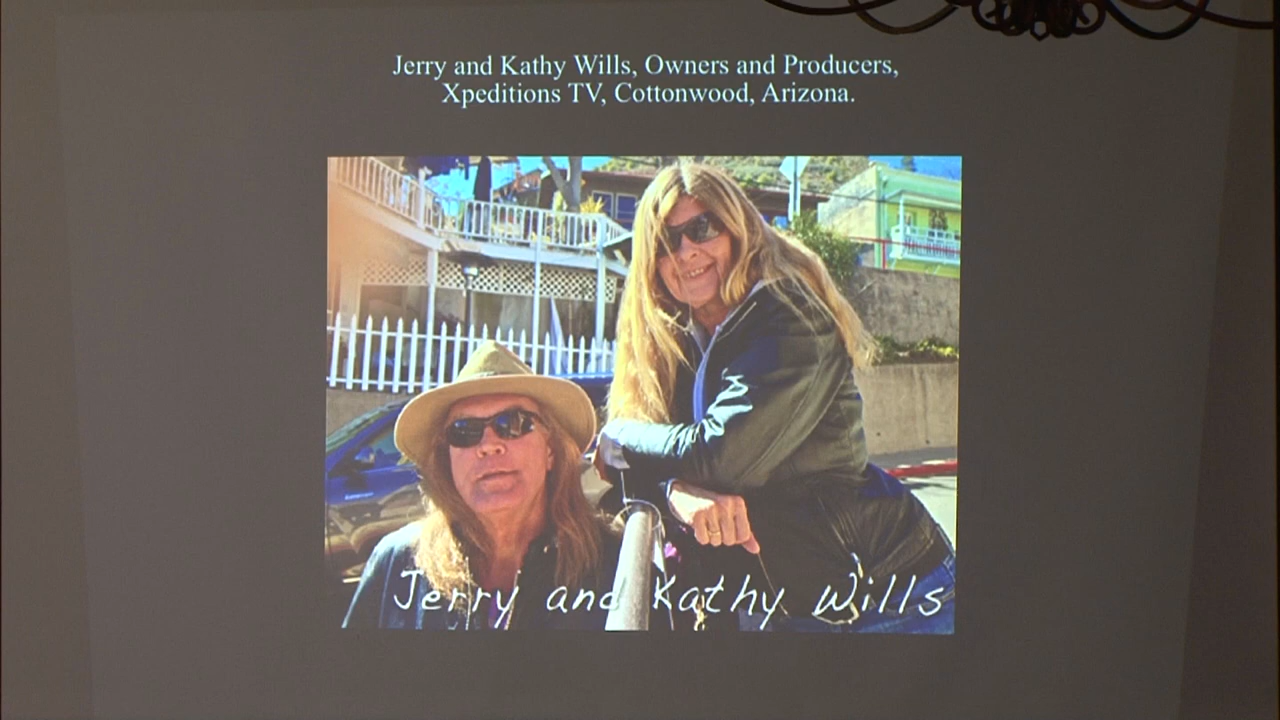 Jerry and Kathy Wills, Owners and Producers,
Xpeditions TV, Cottonwood, Arizona.
Jerry and Kathy Wills